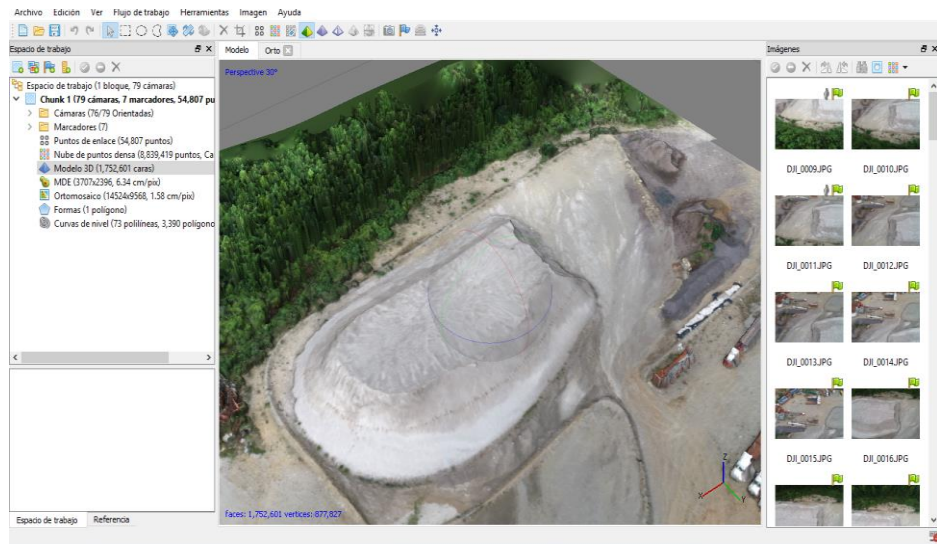 Archivo Edición Ver Flujo de trabajo Herramientas Imagen Ayuda
Espacio de trabajo
Espacio de trabajo (1 bloque, 79 cámaras)
Chunk 1 (79 cámaras, 7 marcadores, 54,807 pu
Cámaras (76/79 Orientadas)
Marcadores (7)
Puntos de enlace (54,807 puntos)
Nube de puntos densa (8,839,419 puntos, Ca
Modelo 3D (1,752,601 caras)
MDE (3707x2396, 6.34 cm/pix)
Ortomosaico (14524x9568, 1.58 cm/pix)
Formas (1 polígono)
Curvas de nivel (73 polilíneas, 3,390 polígono
Espacio de trabajo Referencia
Modelo Orto
Perspective 30°
Z
X Y
faces: 1,752,601 vertices: 877,827
Imágenes
DJI_0009.JPG DJI_0010.JPG
DJI_0011.JPG DJI_0012.JPG
DJI_0013.JPG DJI_0014.JPG
DJI_0015.JPG DJI_0016.JPG